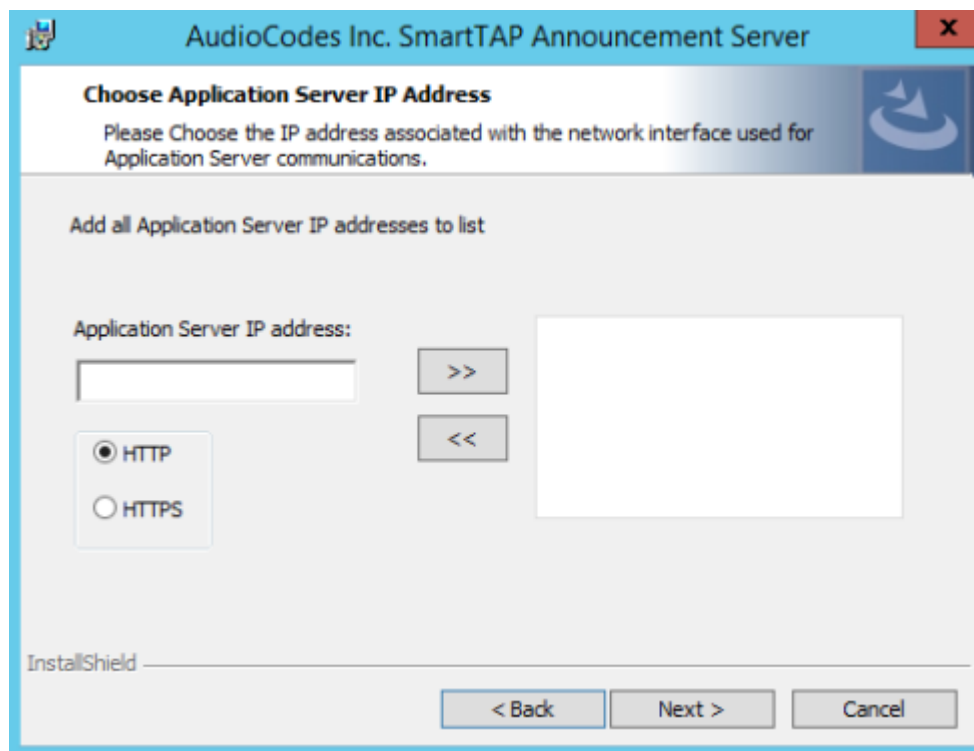 AudioCodes Inc. SmartTAP Announcement Server
x
Choose Application Server IP Address
Please Choose the IP address associated with the network interface used for
Application Server communications.
Add all Application Server IP addresses to list
Application Server IP address:
>>
<<
HTTP
HTTPS
InstallShield
< Back
Next >
Cancel